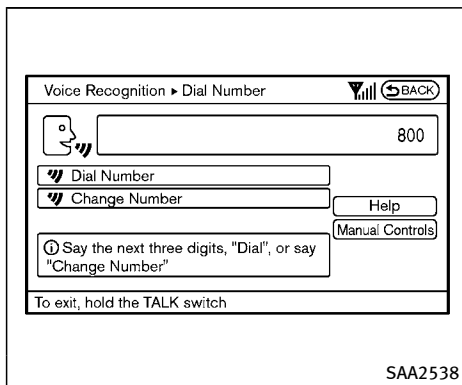 Voice Recognition ▸ Dial Number
BACK
800
Dial Number
Change Number
Help
Manual Controls
Say the next three digits, "Dial", or say
"Change Number"
To exit, hold the TALK switch
SAA2538